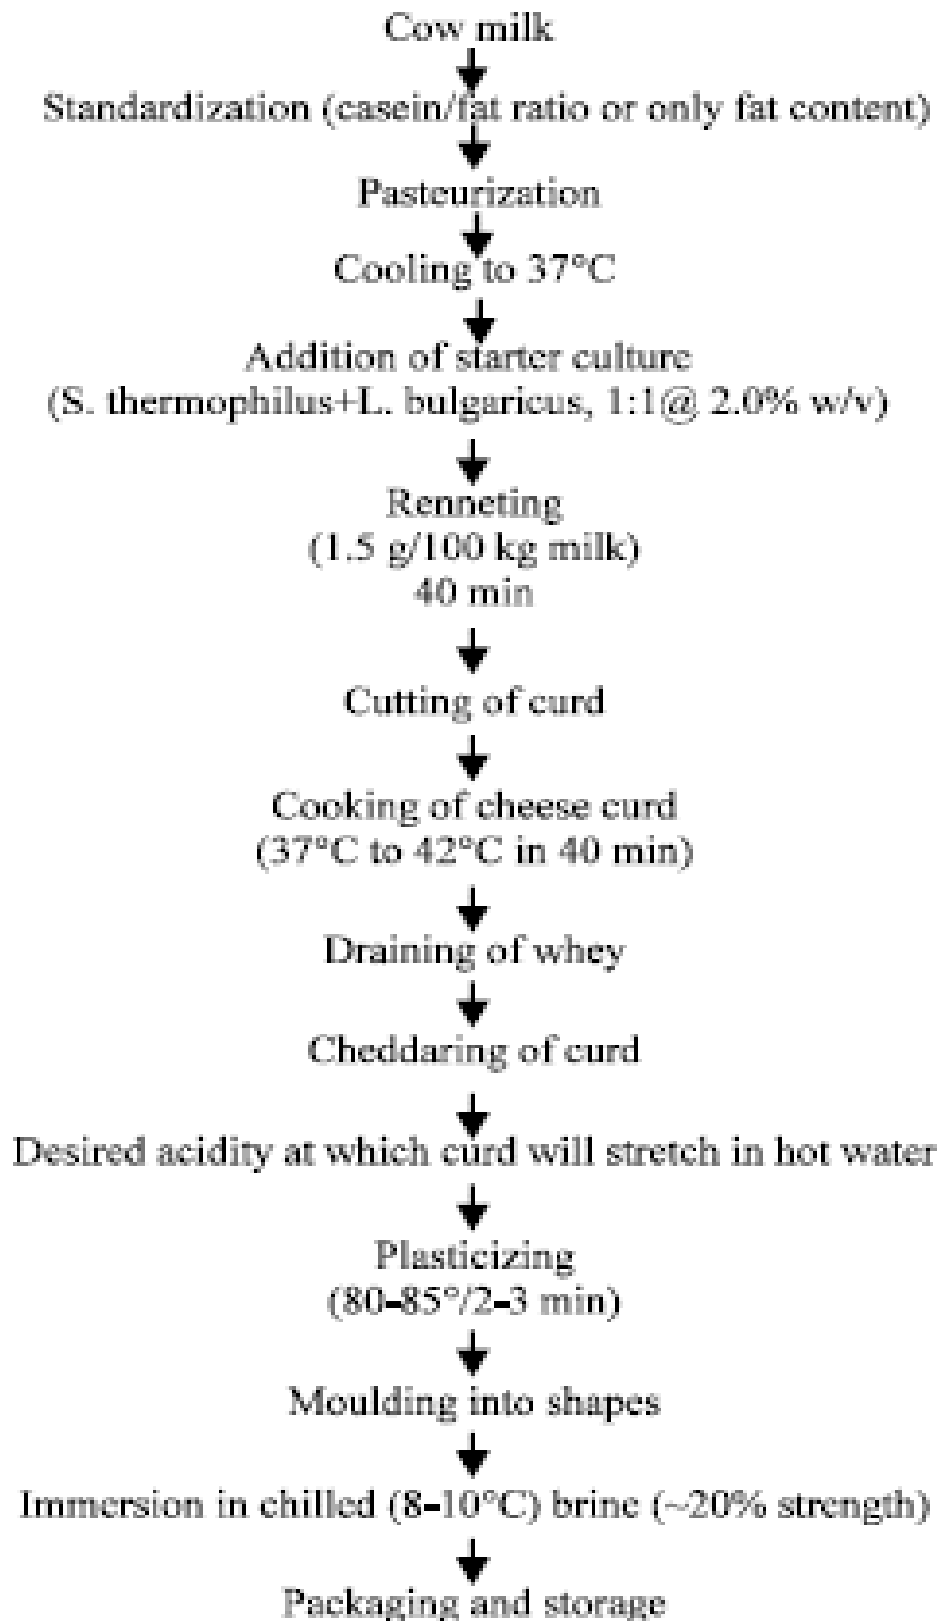 Cow milk
Standardization (casein/fat ratio or only fat content)
Pasteurization
Cooling to 37°C
Addition of starter culture
(S. thermophilus+L. bulgaricus, 1:1@ 2.0% w/v)
Renneting
(1.5 g/100 kg milk)
40 min
Cutting of curd
Cooking of cheese curd
(37°C to 42°C in 40 min)
Draining of whey
Cheddaring of curd
Desired acidity at which curd will stretch in hot water
Plasticizing
(80-85°/2-3 min)
Moulding into shapes
Immersion in chilled (8-10°C) brine (~20% strength)
Packaging and storage